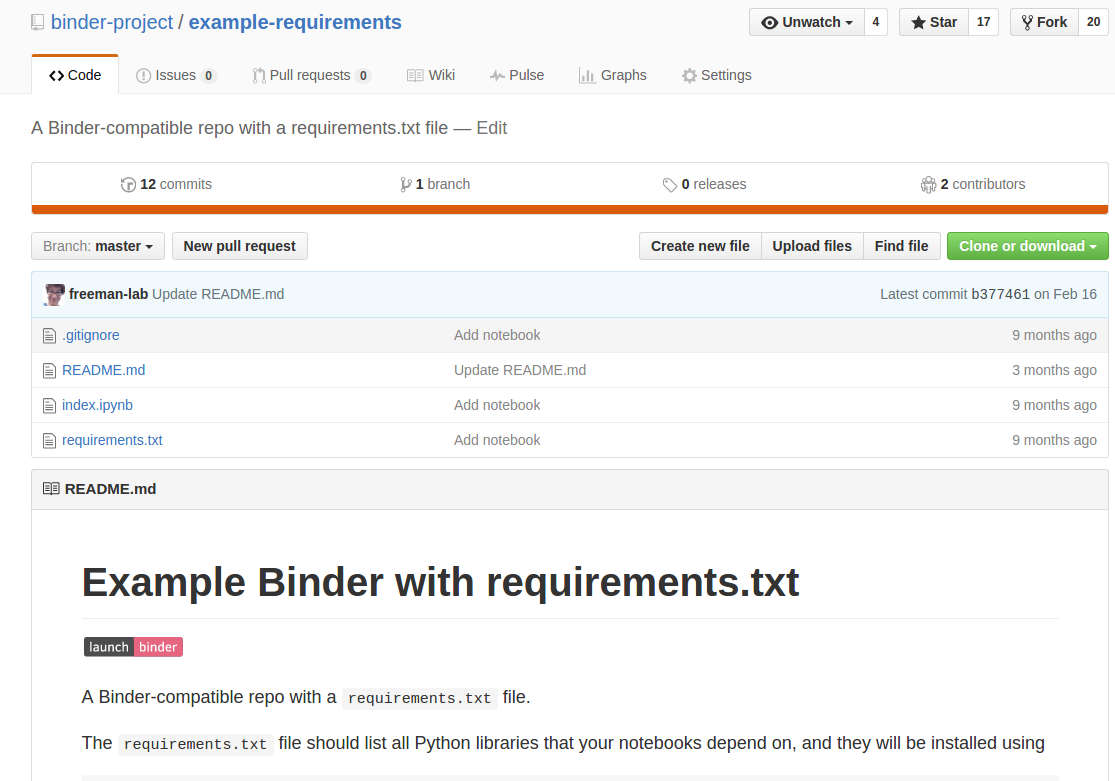 binder-project / example-requirements Unwatch 4 Star 17 Fork 20
Code Issues 0 Pull requests 0 Wiki Pulse Graphs Settings
A Binder-compatible repo with a requirements.txt file — Edit
12 commits 1 branch 0 releases 2 contributors
Branch: master New pull request Create new file Upload files Find file Clone or download
freeman-lab Update README.md Latest commit b377461 on Feb 16
.gitignore Add notebook 9 months ago
README.md Update README.md 3 months ago
index.ipynb Add notebook 9 months ago
requirements.txt Add notebook 9 months ago
README.md
Example Binder with requirements.txt
launch binder
A Binder-compatible repo with a requirements.txt file.
The requirements.txt file should list all Python libraries that your notebooks depend on, and they will be installed using